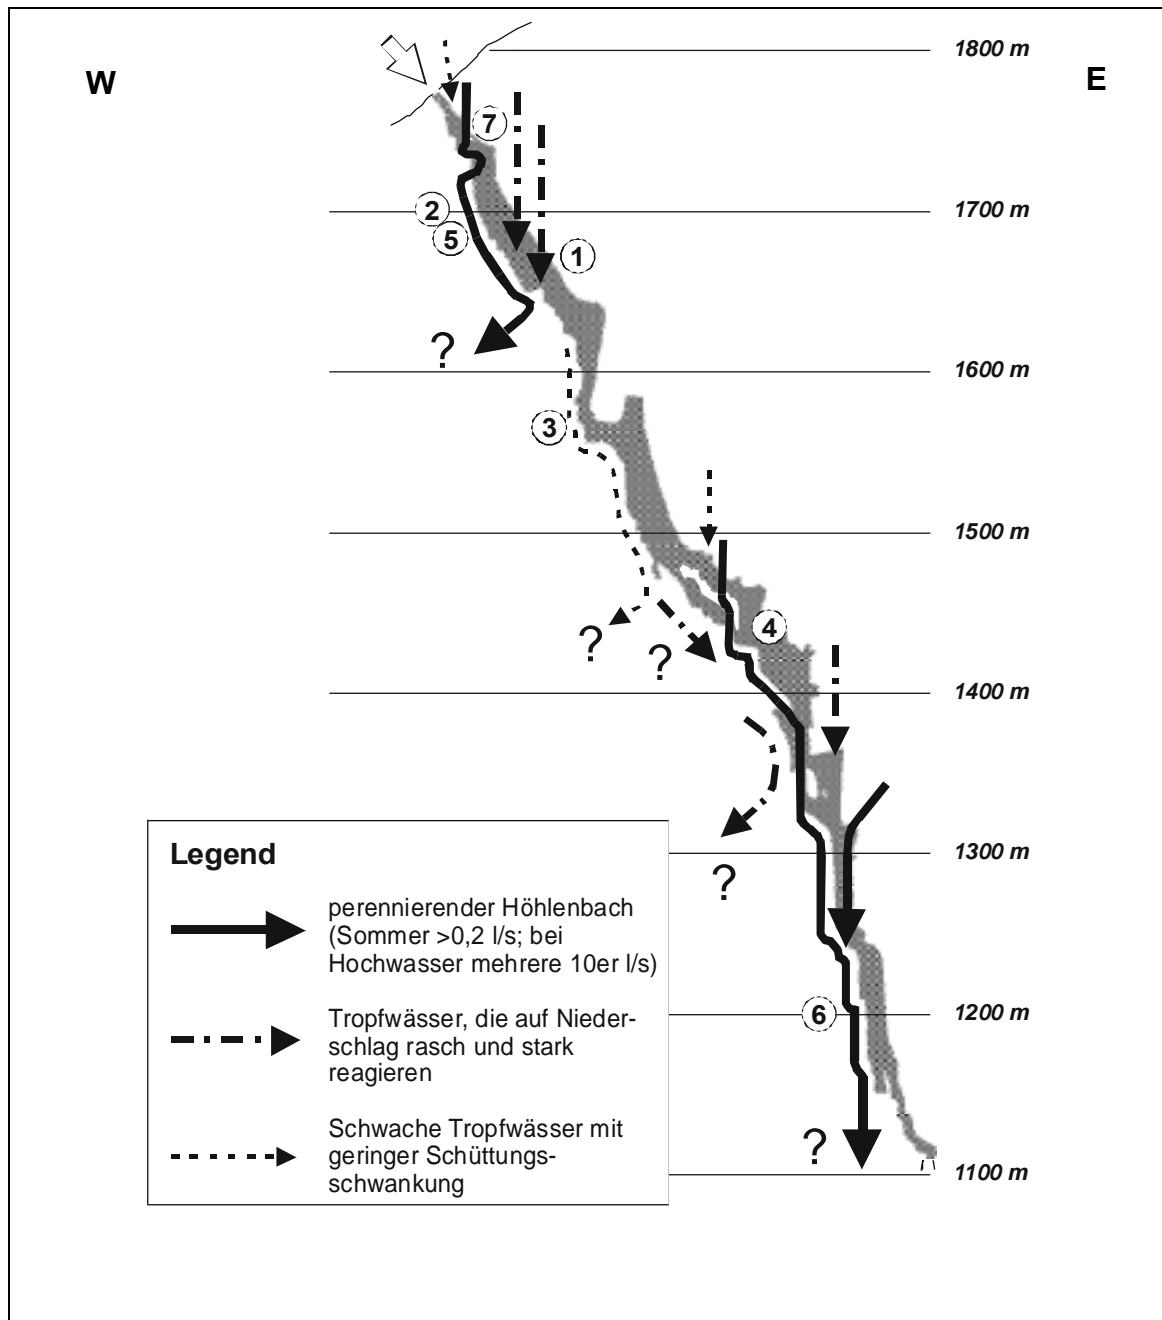 1800 m
W
E
7
2
1700 m
5
1
?
1600 m
3
1500 m
4
?
?
1400 m
1300 m
?
Legend
perennierender Höhlenbach
(Sommer >0,2 l/s; bei
Hochwasser mehrere 10er l/s)
6
1200 m
Tropfwässer, die auf Nieder-
schlag rasch und stark
reagieren
Schwache Tropfwässer mit
geringer Schüttungs-
schwankung
?
1100 m